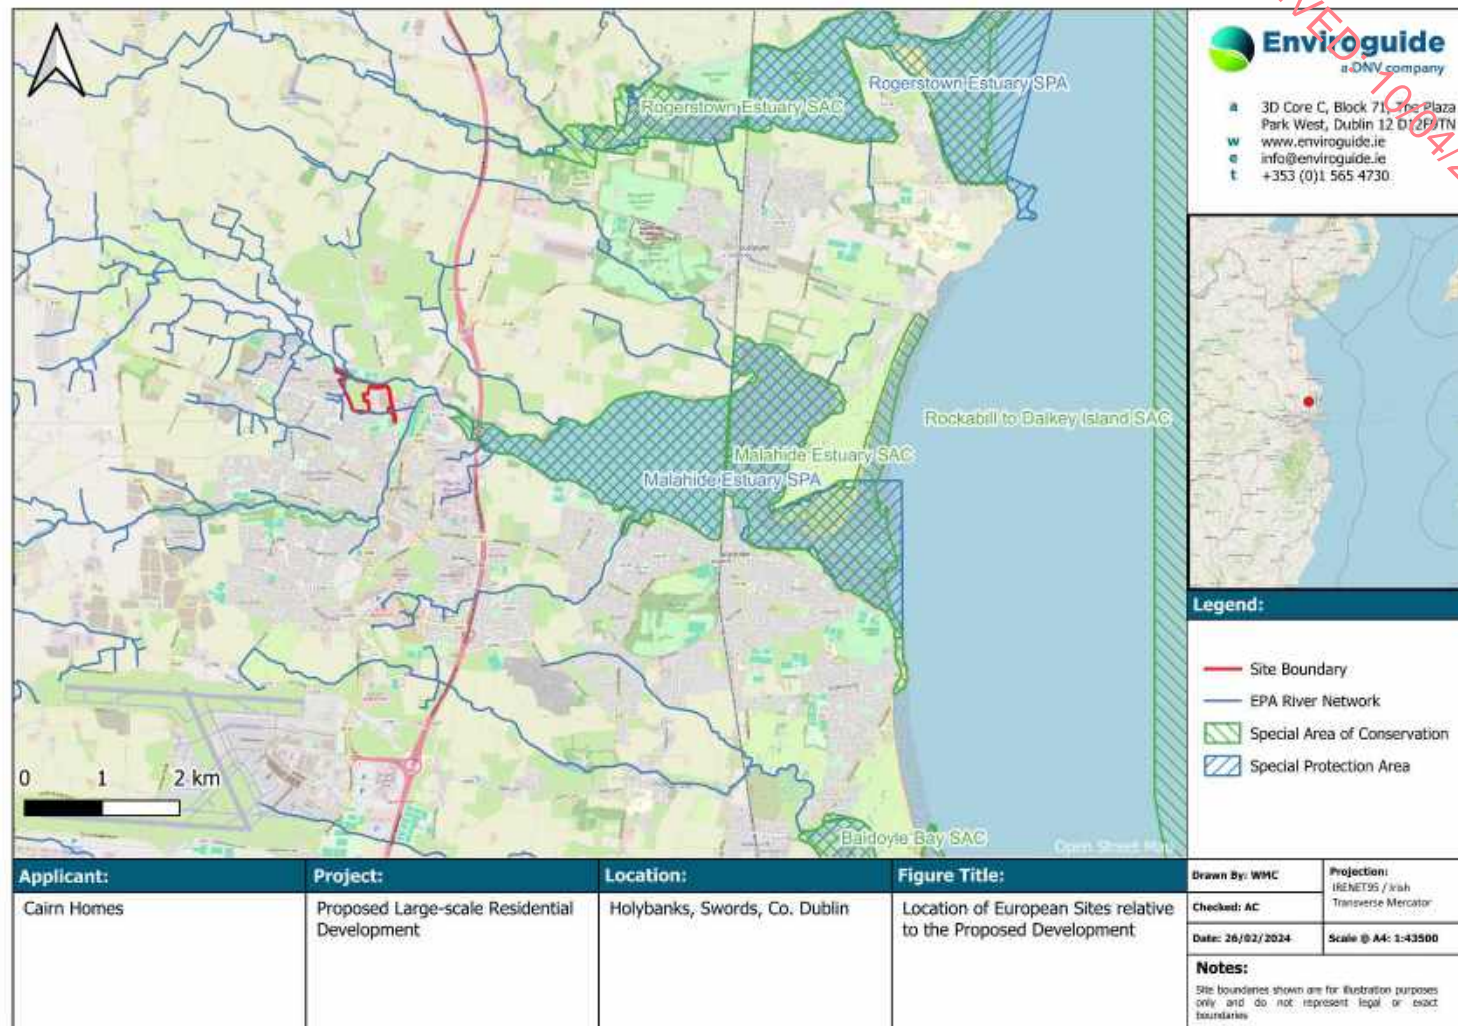 Enviroguide
a DNV company
a 3D Core C, Block 71, The Plaza
Park West, Dublin 12
w www.enviroguide.ie
e info@enviroguide.ie
t +353 (0)1 565 4730
Rogerstown Estuary SPA
Rogerstown Estuary SAC
Rockabill to Dalkey Island SAC
Malahide Estuary SAC
Malahide Estuary SPA
Baldoyle Bay SAC
0 1 2 km
Legend:
Site Boundary
EPA River Network
Special Area of Conservation
Special Protection Area
Applicant:
Cairn Homes
Project:
Proposed Large-scale Residential
Development
Location:
Holybanks, Swords, Co. Dublin
Figure Title:
Location of European Sites relative
to the Proposed Development
Drawn By: WMC
Checked: AC
Date: 26/02/2024
Projection:
IRENET95 / Irish
Transverse Mercator
Scale @ A4: 1:43500
Notes:
Site boundaries shown are for illustration purposes
only and do not represent legal or exact
boundaries